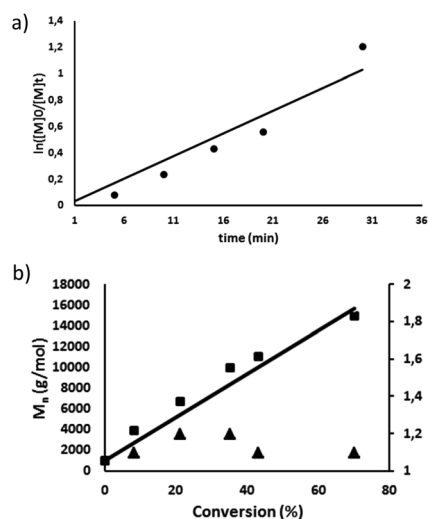 a)
1,4
1,2
1
0,8
0,6
0,4
0,2
0
ln([M]0/[M]t)
1 6 11 16 21 26 31 36
time (min)
b)
18000 2
16000
14000 1,8
12000
10000 1,6
8000
6000 1,4
4000 1,2
2000
0 1
Mn (g/mol)
0 20 40 60 80
Conversion (%)